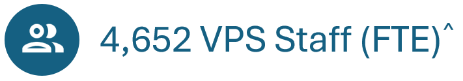 4,652 VPS Staff (FTE)^